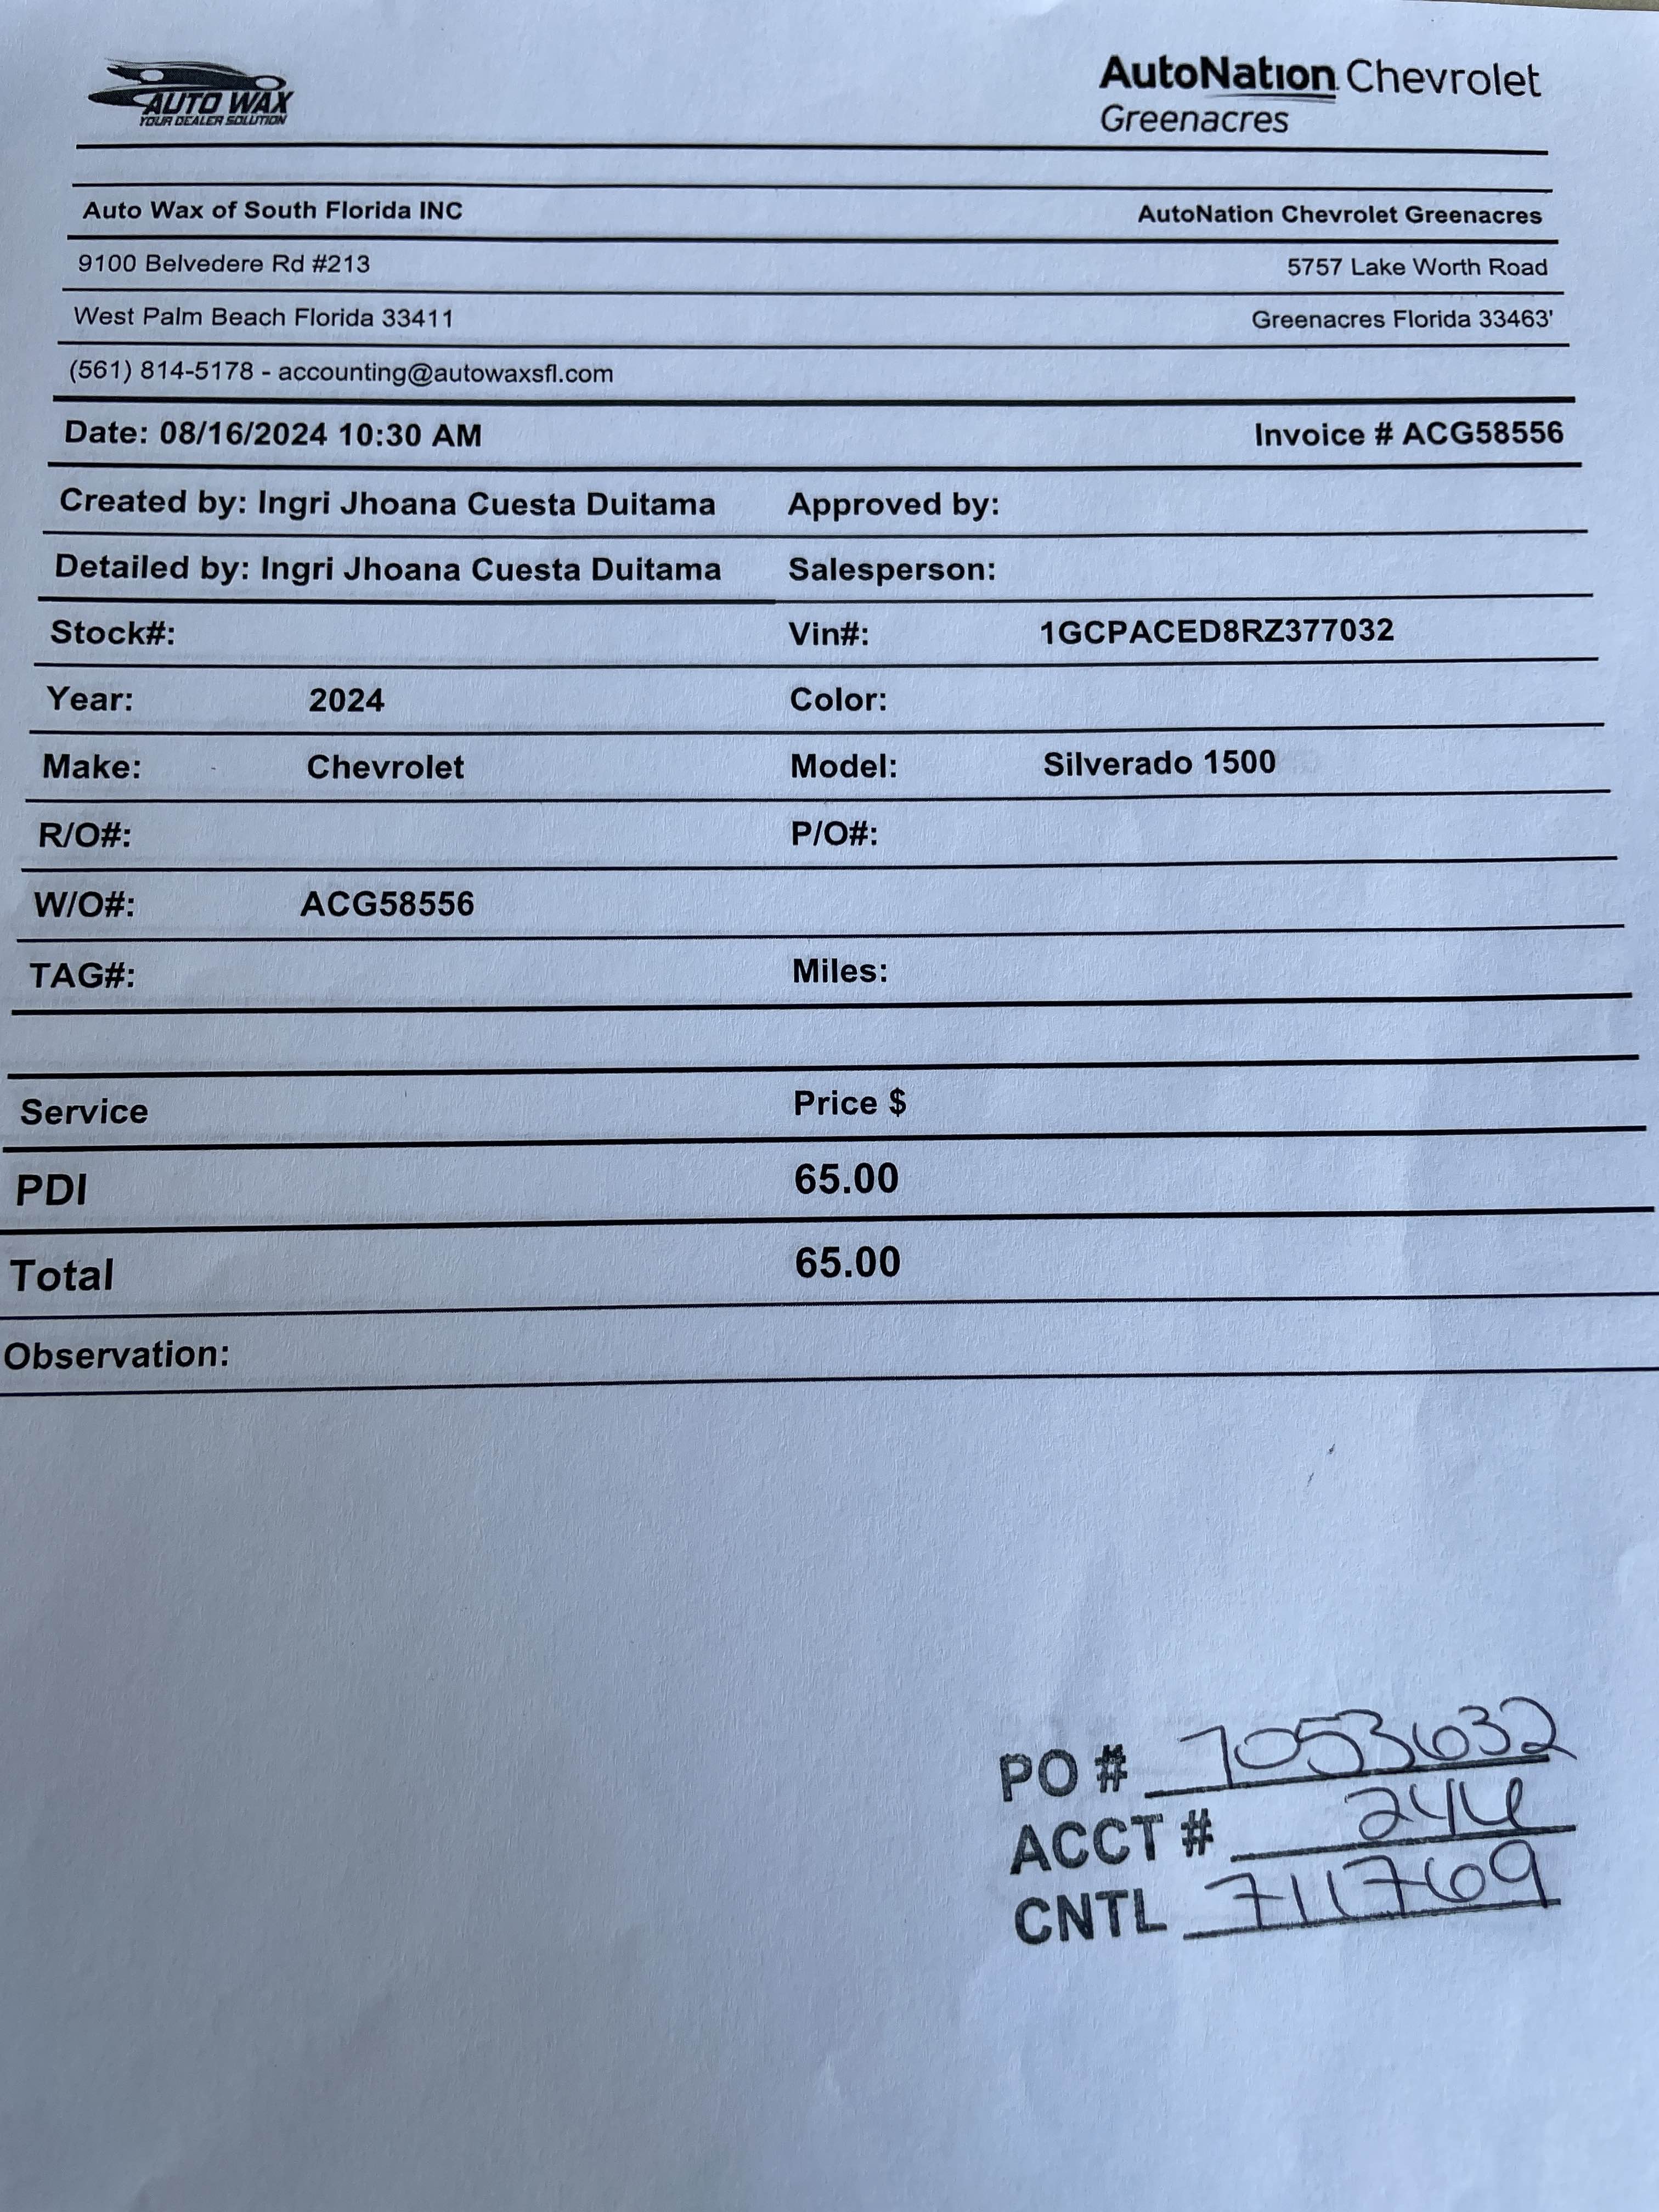 AUTO WAX
YOUR DEALER SOLUTION
AutoNation Chevrolet
Greenacres
Auto Wax of South Florida INC AutoNation Chevrolet Greenacres
9100 Belvedere Rd #213 5757 Lake Worth Road
West Palm Beach Florida 33411 Greenacres Florida 33463'
(561) 814-5178 - accounting@autowaxsfl.com
Date: 08/16/2024 10:30 AM Invoice # ACG58556
Created by: Ingri Jhoana Cuesta Duitama Approved by:
Detailed by: Ingri Jhoana Cuesta Duitama Salesperson:
Stock#: Vin#: 1GCPACED8RZ377032
Year: 2024 Color:
Make: Chevrolet Model: Silverado 1500
R/O#: P/O#:
W/O#: ACG58556
TAG#: Miles:
Service Price $
PDI 65.00
Total 65.00
Observation:
PO # 7053632
ACCT #
CNTL 711769